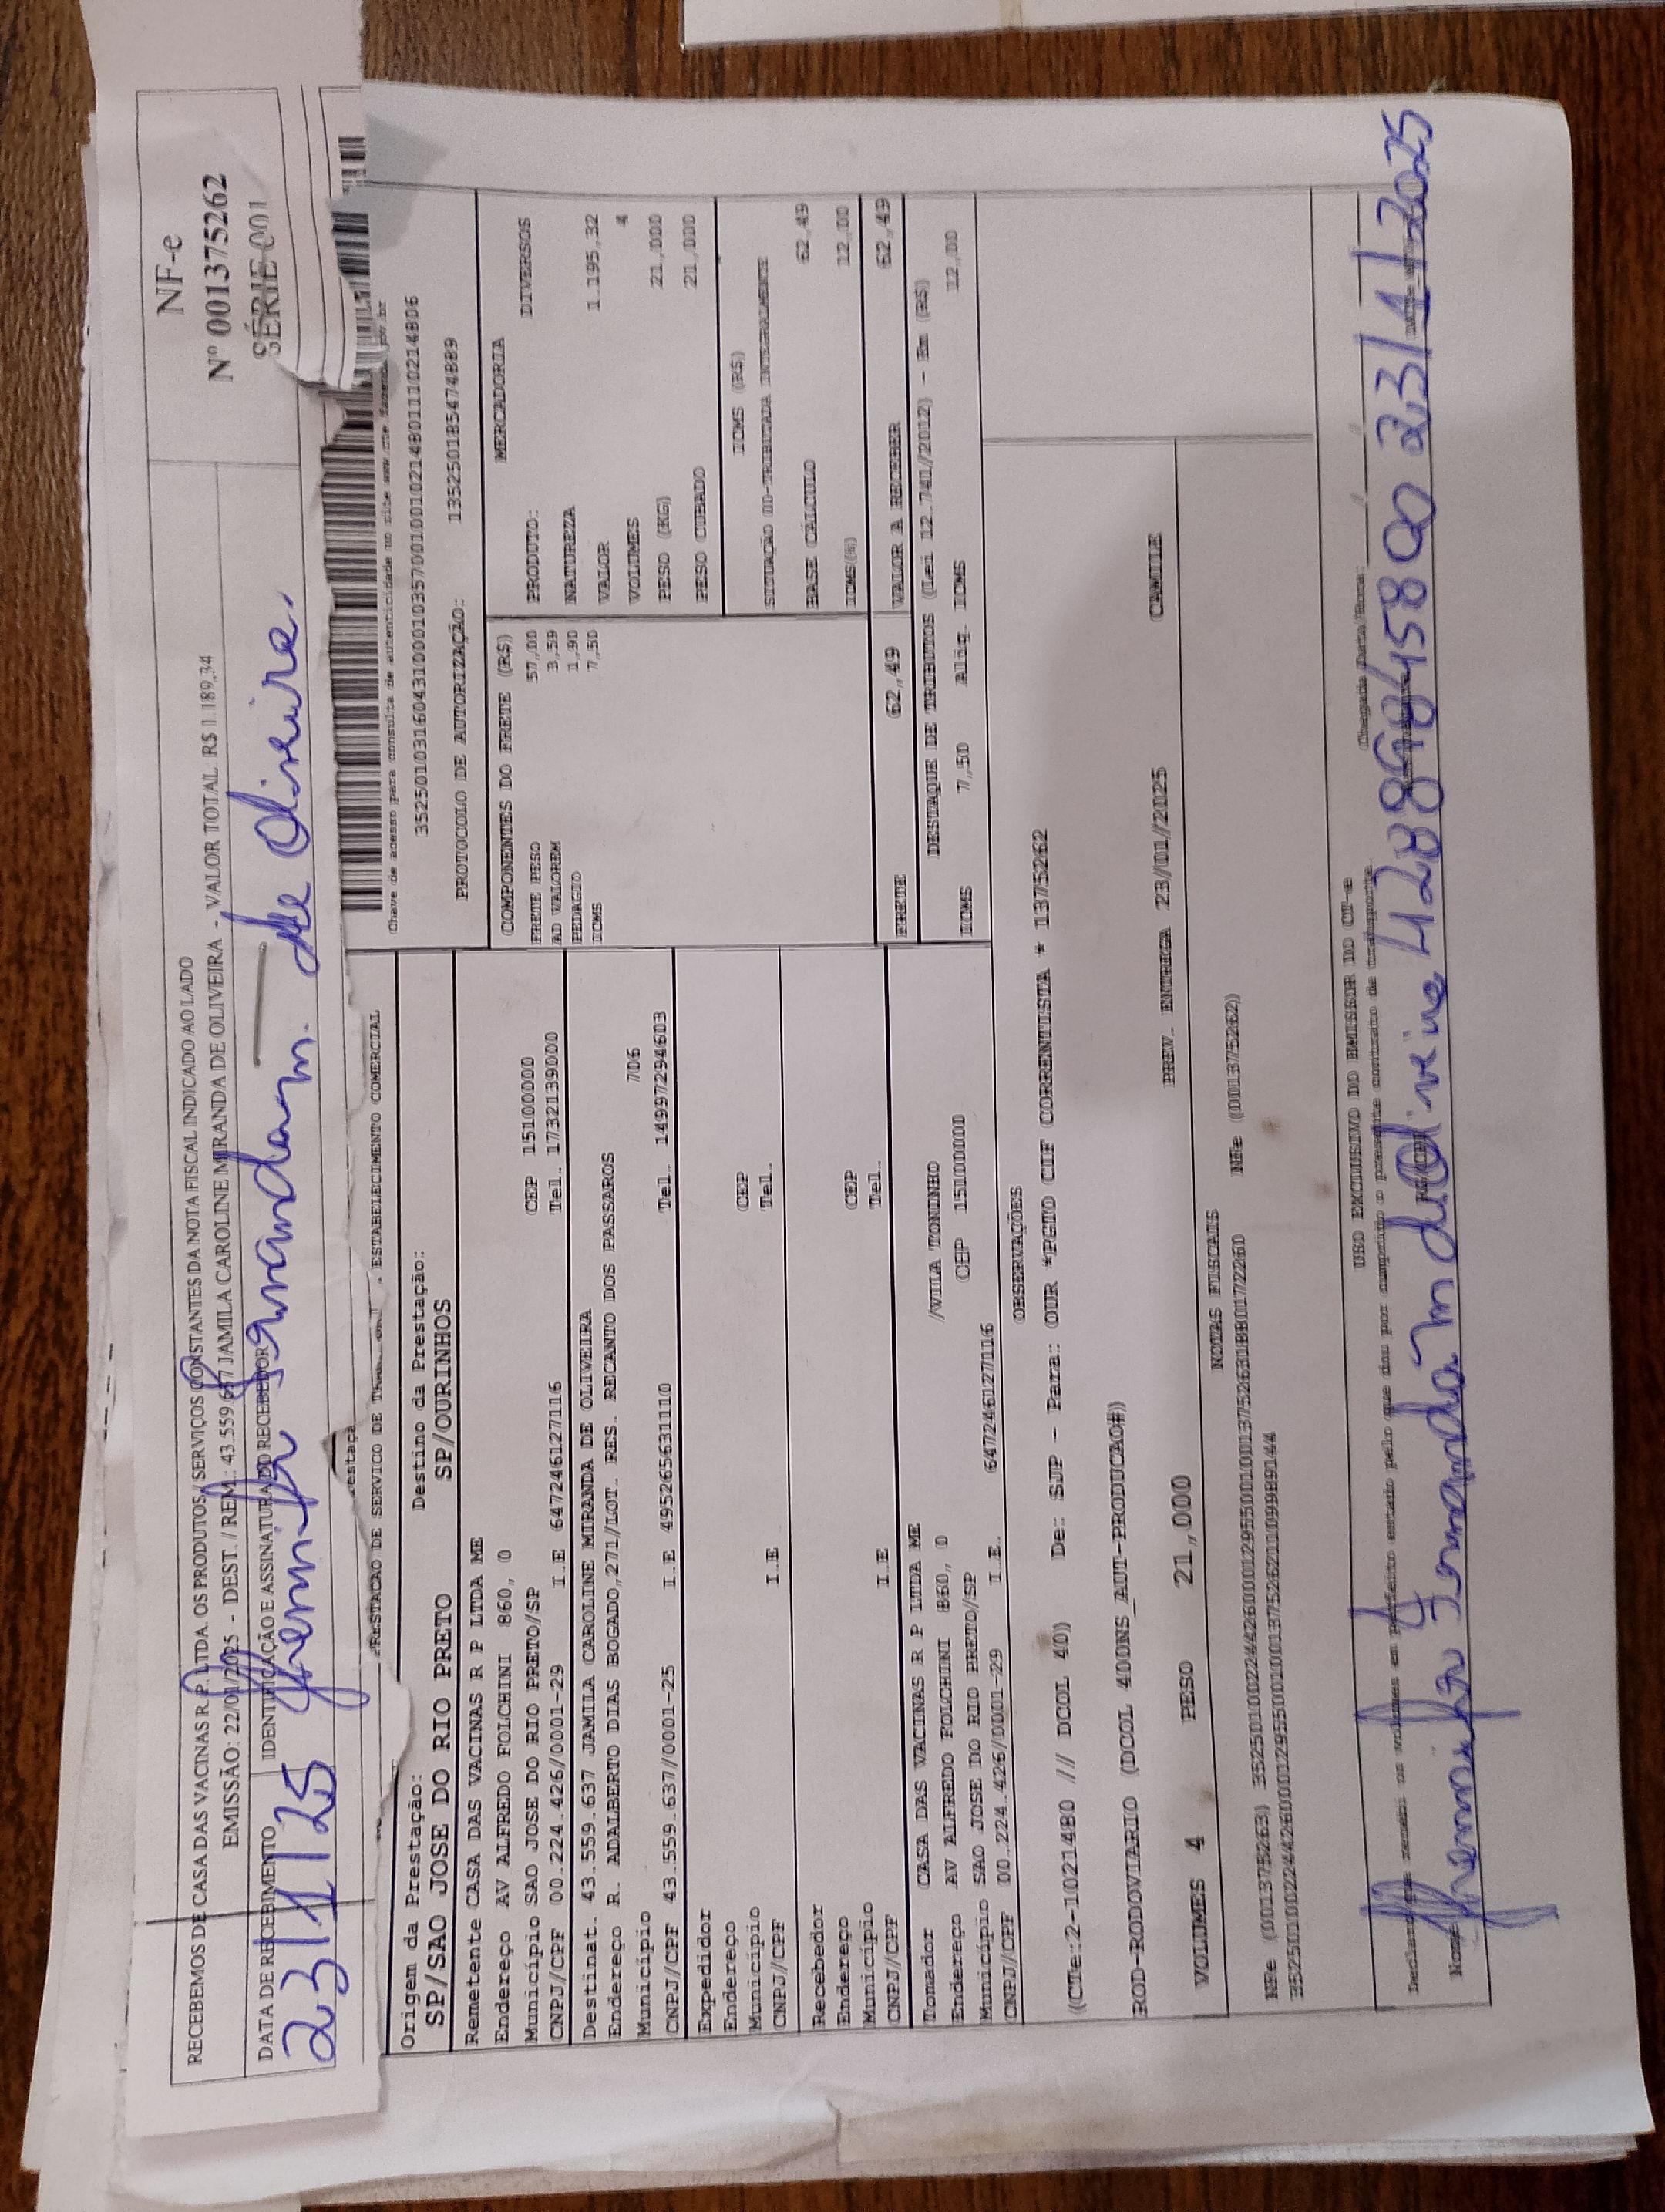 NF-e
Nº 001375262
SÉRIE 001
RECEBEMOS DE CASA DAS VACINAS R. P. LTDA. OS PRODUTOS / SERVIÇOS CONSTANTES DA NOTA FISCAL INDICADO AO LADO
EMISSÃO: 22/01/2025 - DEST. / REM.: 43.559.637 JAMILA CAROLINE MIRANDA DE OLIVEIRA - VALOR TOTAL R$ 1.189,34
DATA DE RECEBIMENTO IDENTIFICAÇÃO E ASSINATURA DO RECEBEDOR
23/1/25 Jhenifer Fernanda m. de Oliveira.
PRESTACAO DE SERVICO DE ESTABELECIMENTO COMERCIAL
Chave de acesso para consulta de autenticidade no site www.cte
Origem da Prestação: Destino da Prestação:
SP/SAO JOSE DO RIO PRETO SP/OURINHOS
PROTOCOLO DE AUTORIZAÇÃO: 135250185474889
Remetente CASA DAS VACINAS R P LTDA ME
Endereço AV ALFREDO FOLCHINI 860, 0 CEP 15100000
Município SAO JOSE DO RIO PRETO/SP Tel. 1732139000
CNPJ/CPF 00.224.426/0001-29 I.E 647246127116
Destinat. 43.559.637 JAMILA CAROLINE MIRANDA DE OLIVEIRA
Endereço R. ADALBERTO DIAS BOGADO,271/LOT. RES. RECANTO DOS PASSAROS
Município 706
CNPJ/CPF 43.559.637/0001-25 I.E 495265631110 Tel. 14997294603
Expedidor
Endereço CEP
Município Tel.
CNPJ/CPF I.E
Recebedor
Endereço CEP
Município Tel.
CNPJ/CPF I.E
Tomador CASA DAS VACINAS R P LTDA ME
Endereço AV ALFREDO FOLCHINI 860, 0 /VILA TONINHO
Município SAO JOSE DO RIO PRETO/SP CEP 15100000
CNPJ/CPF 00.224.426/0001-29 I.E. 647246127116
COMPONENTES DO FRETE (R$)
FRETE PESO 57,00
AD VALOREM 3,59
PEDAGIO 1,90
ICMS 7,50
MERCADORIA
PRODUTO: DIVERSOS
NATUREZA
VALOR 1.195,32
VOLUMES 4
PESO (KG) 21,000
PESO CUBADO 21,000
ICMS (R$)
SITUAÇÃO 00-TRIBUTADA INTEGRALMENTE
BASE CÁLCULO 62,49
ICMS(%) 12,00
FRETE 62,49 VALOR A RECEBER 62,49
DESTAQUE DE TRIBUTOS (Lei 12.741/2012) - Em (R$)
ICMS 7,50 Aliq. ICMS 12,00
OBSERVAÇÕES
(CTe:2-1021480 // DCOL 40) De: SJP - Para: OUR *PGTO CIF CORRENTISTA * 1375262
ROD-RODOVIARIO (DCOL 400NS_AUT-PRODUCAO#)
PREV. ENTREGA 23/01/2025 CAMILE
VOLUMES 4 PESO 21,000
NOTAS FISCAIS
NFe (001375263) NFe (001375262)
USO EXCLUSIVO DO EMISSOR DO CT-e
Declaro que recebi os volumes em perfeito estado pelo que dou por cumprido o presente contrato de transporte. Chegada Data/Hora:
Nome
Jhenifer Fernanda m de Oliveira 23/1/2025